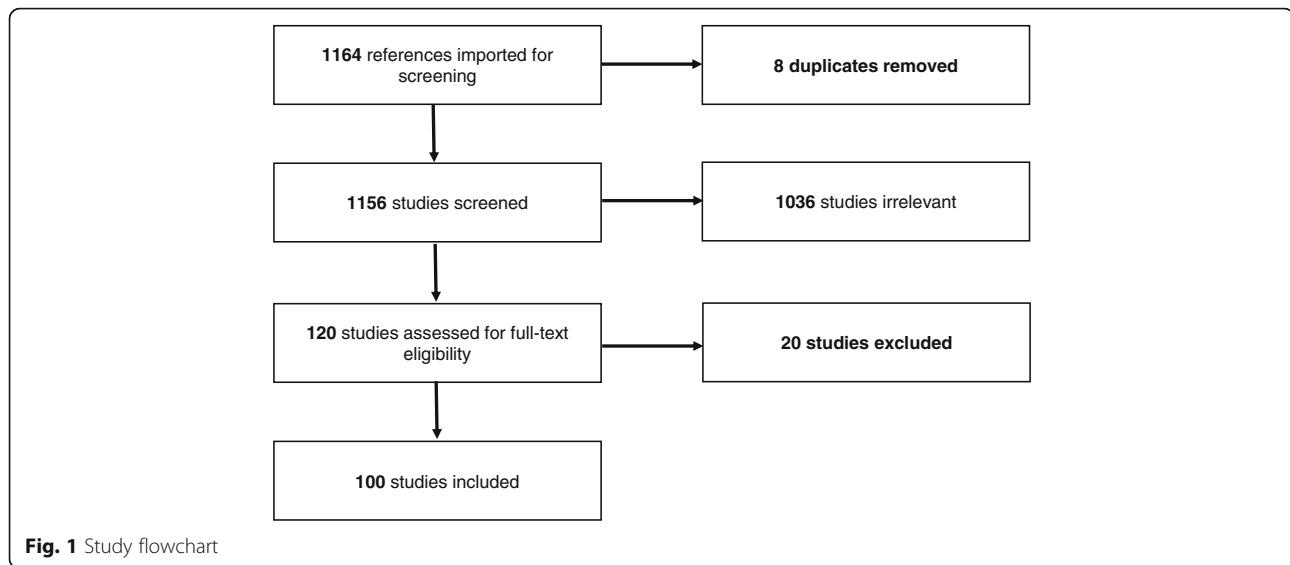 1164 references imported for
screening
8 duplicates removed
1156 studies screened
1036 studies irrelevant
120 studies assessed for full-text
eligibility
20 studies excluded
100 studies included
Fig. 1 Study flowchart